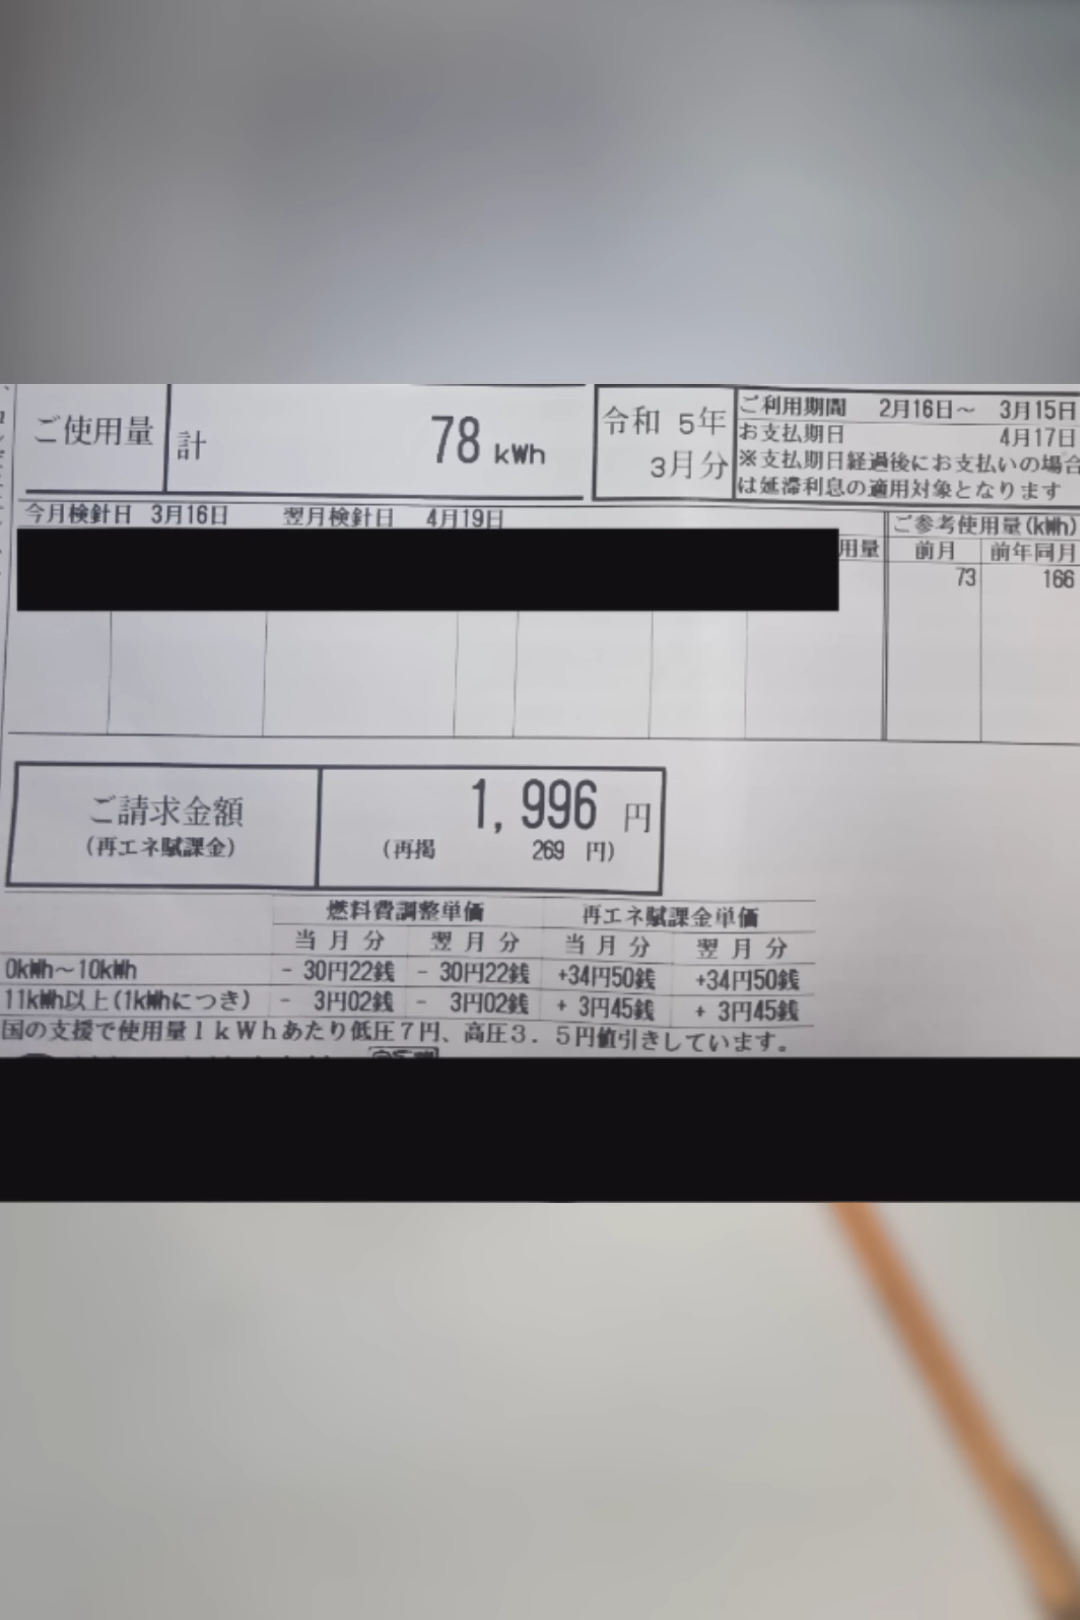 ご使用量 計 78 kWh
令和 5年
3月分
ご利用期間 2月16日～ 3月15日
お支払期日 4月17日
※支払期日経過後にお支払いの場合
は延滞利息の適用対象となります
今月検針日 3月16日 翌月検針日 4月19日
ご参考使用量(kWh)
用量 前月 前年同月
73 166
ご請求金額 1,996 円
(再エネ賦課金) (再掲 269 円)
燃料費調整単価 再エネ賦課金単価
当月分 翌月分 当月分 翌月分
0kWh～10kWh - 30円22銭 - 30円22銭 +34円50銭 +34円50銭
11kWh以上(1kWhにつき) - 3円02銭 - 3円02銭 + 3円45銭 + 3円45銭
国の支援で使用量1kWhあたり低圧7円、高圧3.5円値引きしています。